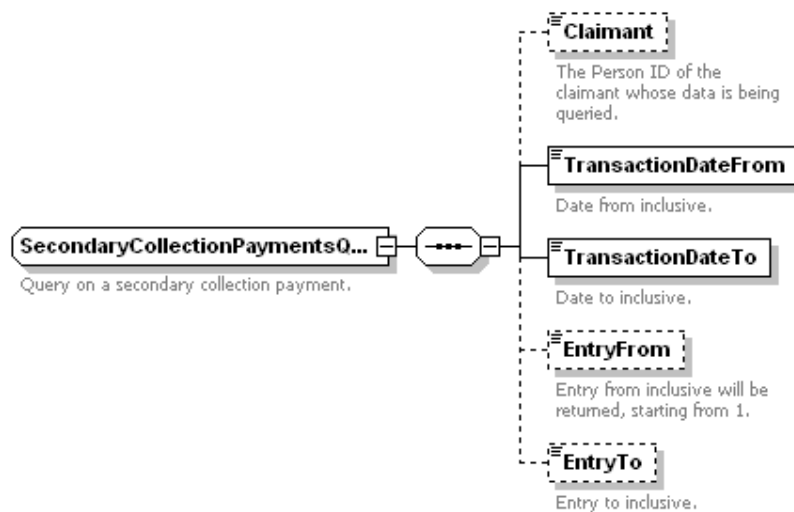 Claimant
The Person ID of the
claimant whose data is being
queried.
TransactionDateFrom
Date from inclusive.
SecondaryCollectionPaymentsQ...
Query on a secondary collection payment.
TransactionDateTo
Date to inclusive.
EntryFrom
Entry from inclusive will be
returned, starting from 1.
EntryTo
Entry to inclusive.